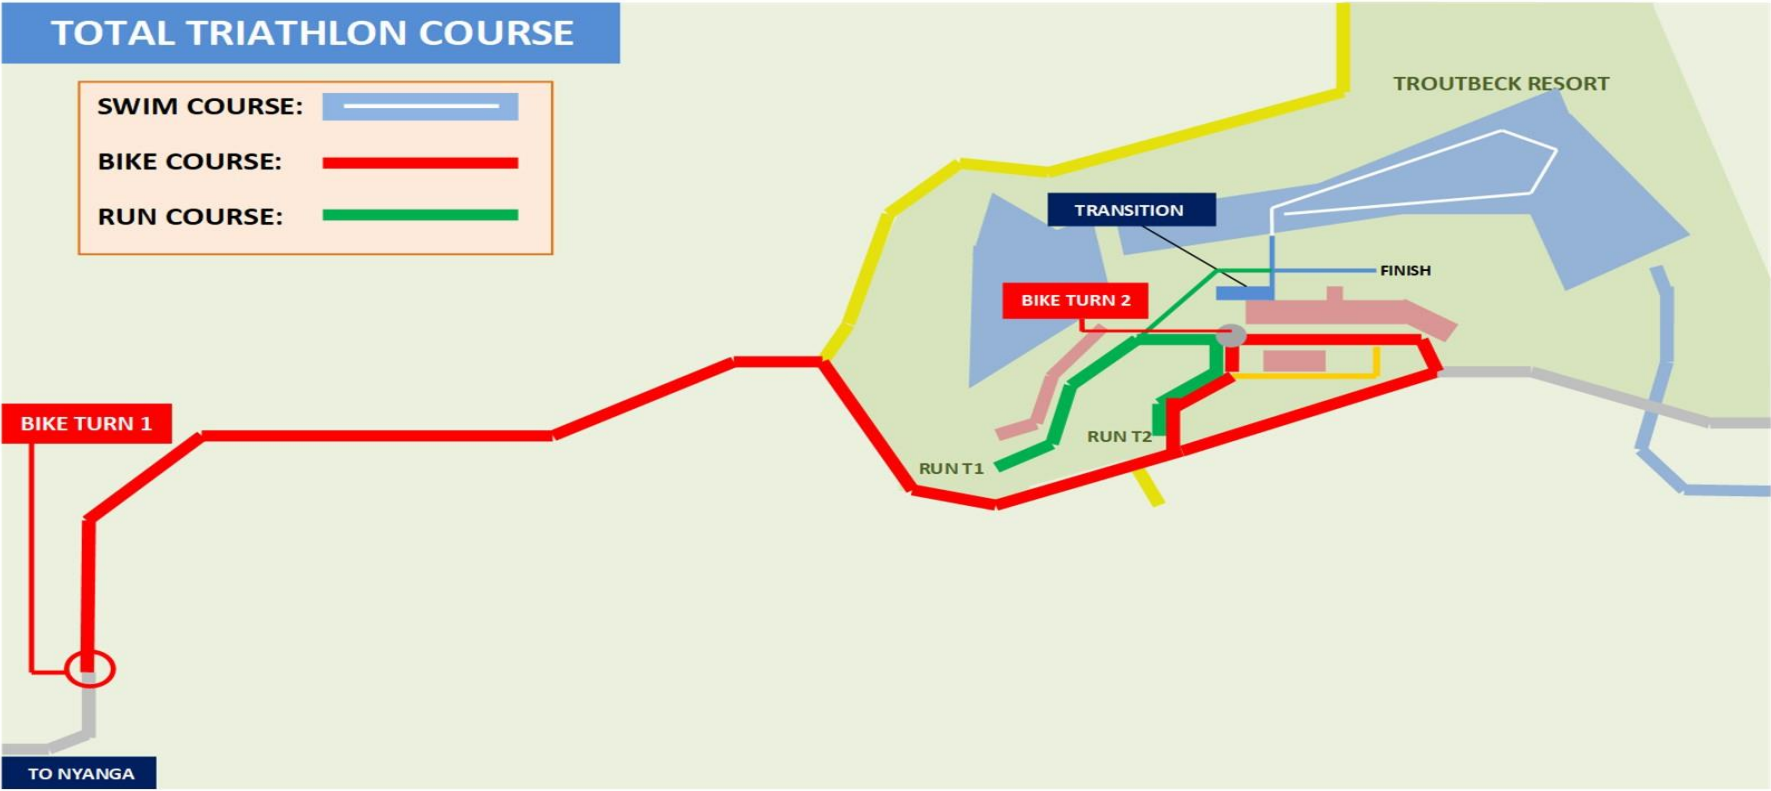 TOTAL TRIATHLON COURSE
SWIM COURSE:
BIKE COURSE:
RUN COURSE:
TROUTBECK RESORT
TRANSITION
FINISH
BIKE TURN 2
BIKE TURN 1
RUN T2
RUN T1
TO NYANGA